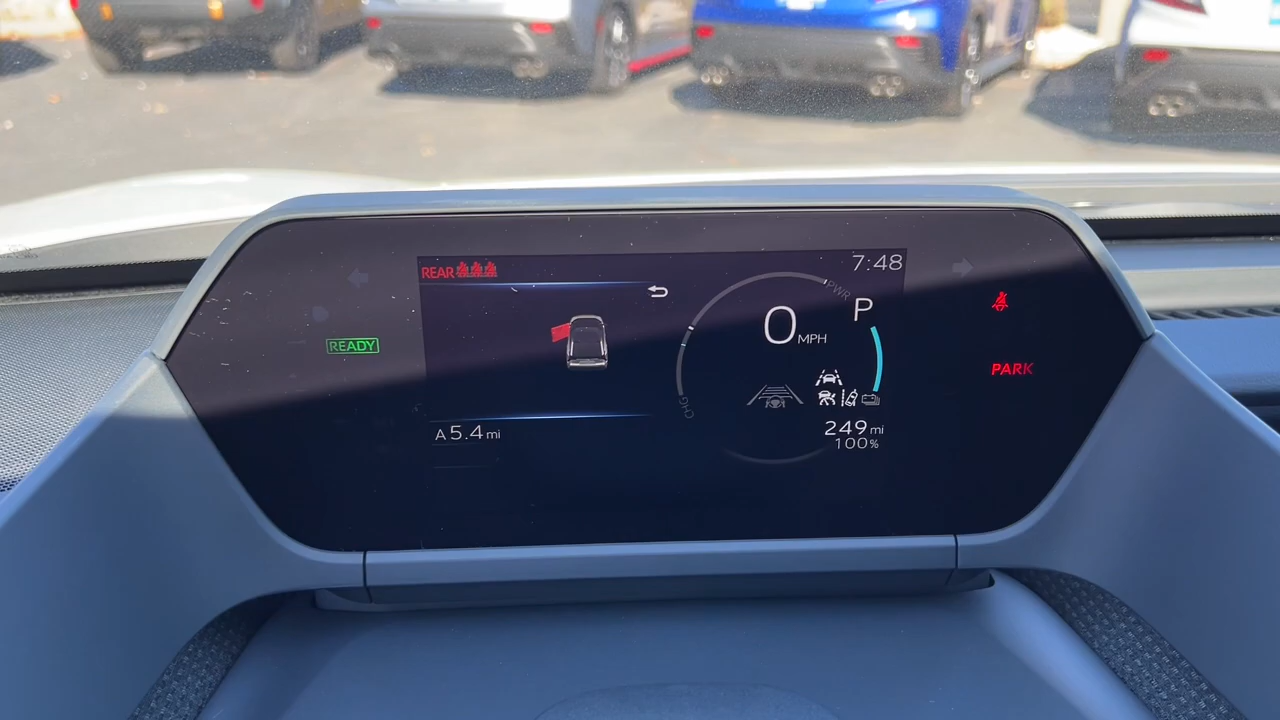 REAR
7:48
PWR
P
0 MPH
READY
PARK
CHG
A 5.4 mi
249 mi
100%